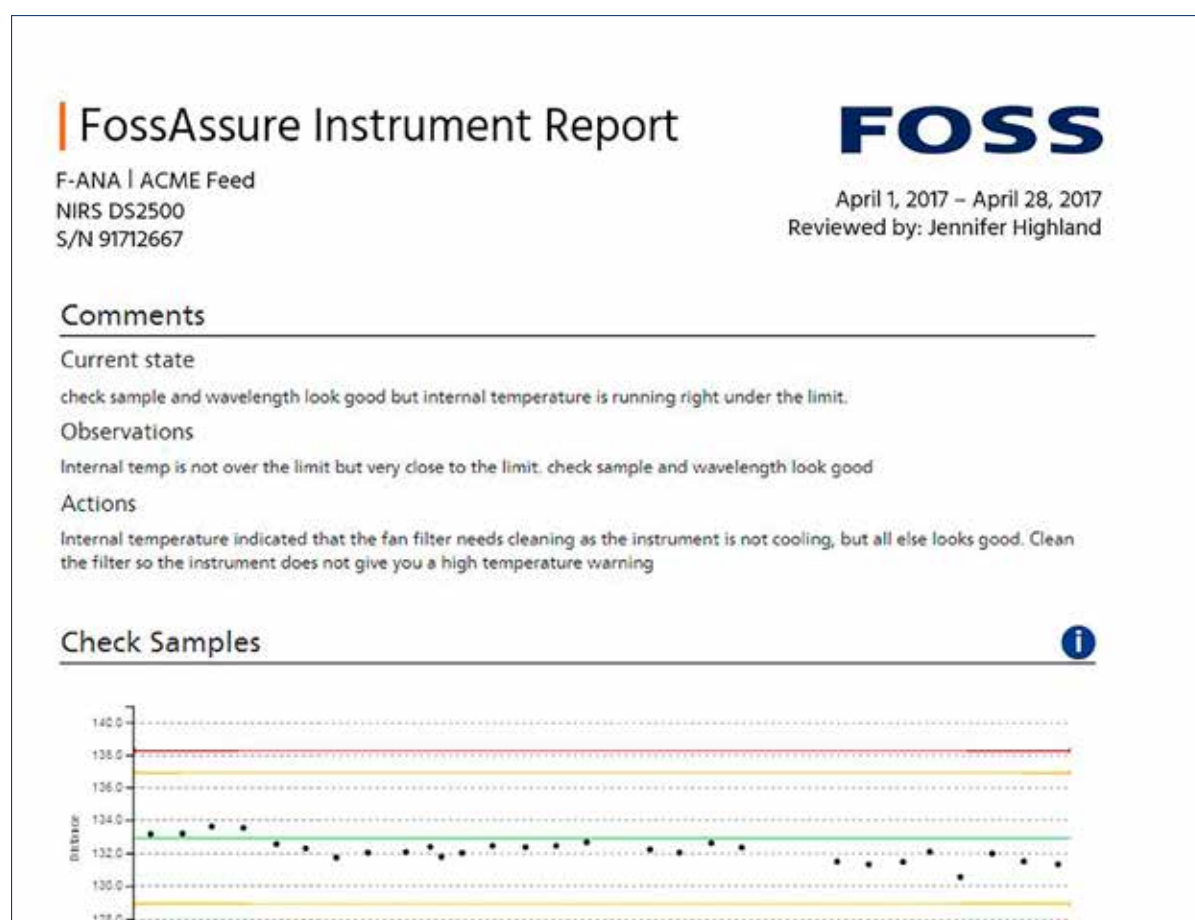 FossAssure Instrument Report
FOSS
F-ANA | ACME Feed
NIRS DS2500
S/N 91712667
April 1, 2017 – April 28, 2017
Reviewed by: Jennifer Highland
Comments
Current state
check sample and wavelength look good but internal temperature is running right under the limit.
Observations
Internal temp is not over the limit but very close to the limit. check sample and wavelength look good
Actions
Internal temperature indicated that the fan filter needs cleaning as the instrument is not cooling, but all else looks good. Clean
the filter so the instrument does not give you a high temperature warning
Check Samples
i
140.0
138.0
136.0
134.0
132.0
130.0
128.0
Distance